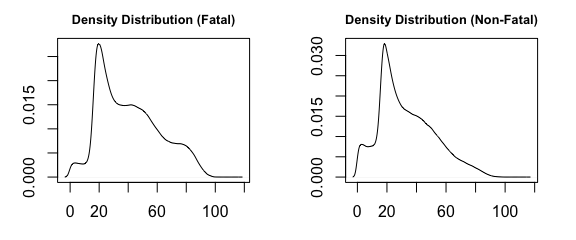 Density Distribution (Fatal)
0.000 0.015
0 20 60 100
Density Distribution (Non-Fatal)
0.000 0.015 0.030
0 20 60 100